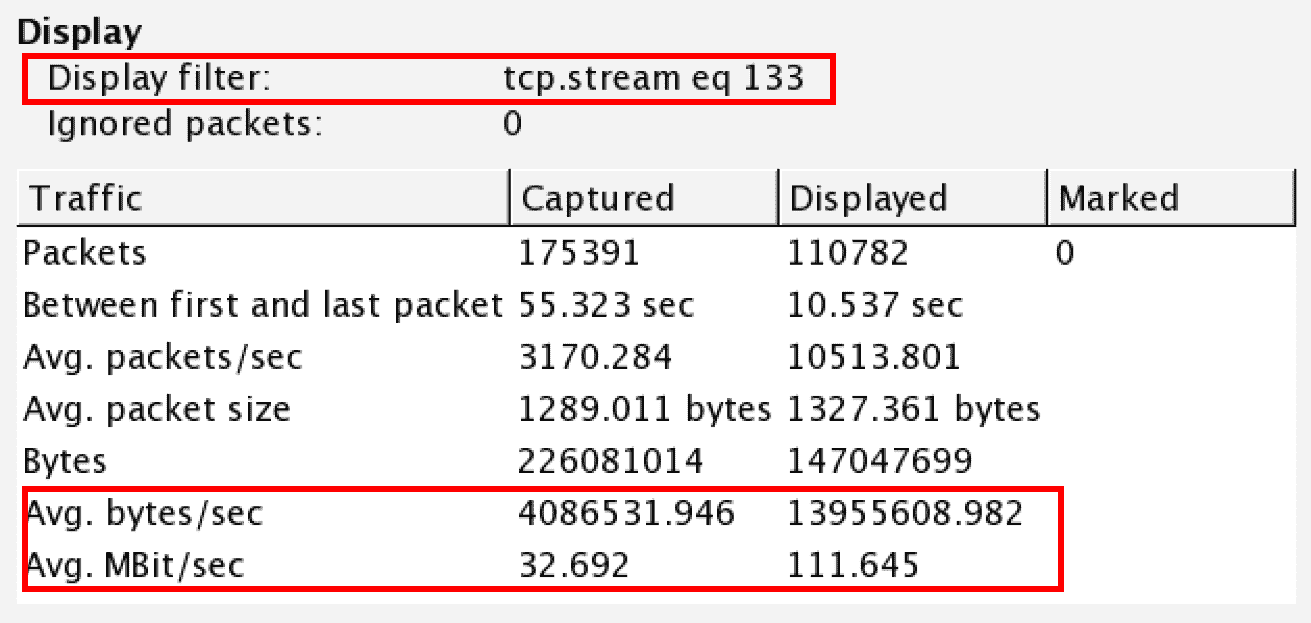 Display
Display filter: tcp.stream eq 133
Ignored packets: 0
Traffic Captured Displayed Marked
Packets 175391 110782 0
Between first and last packet 55.323 sec 10.537 sec
Avg. packets/sec 3170.284 10513.801
Avg. packet size 1289.011 bytes 1327.361 bytes
Bytes 226081014 147047699
Avg. bytes/sec 4086531.946 13955608.982
Avg. MBit/sec 32.692 111.645